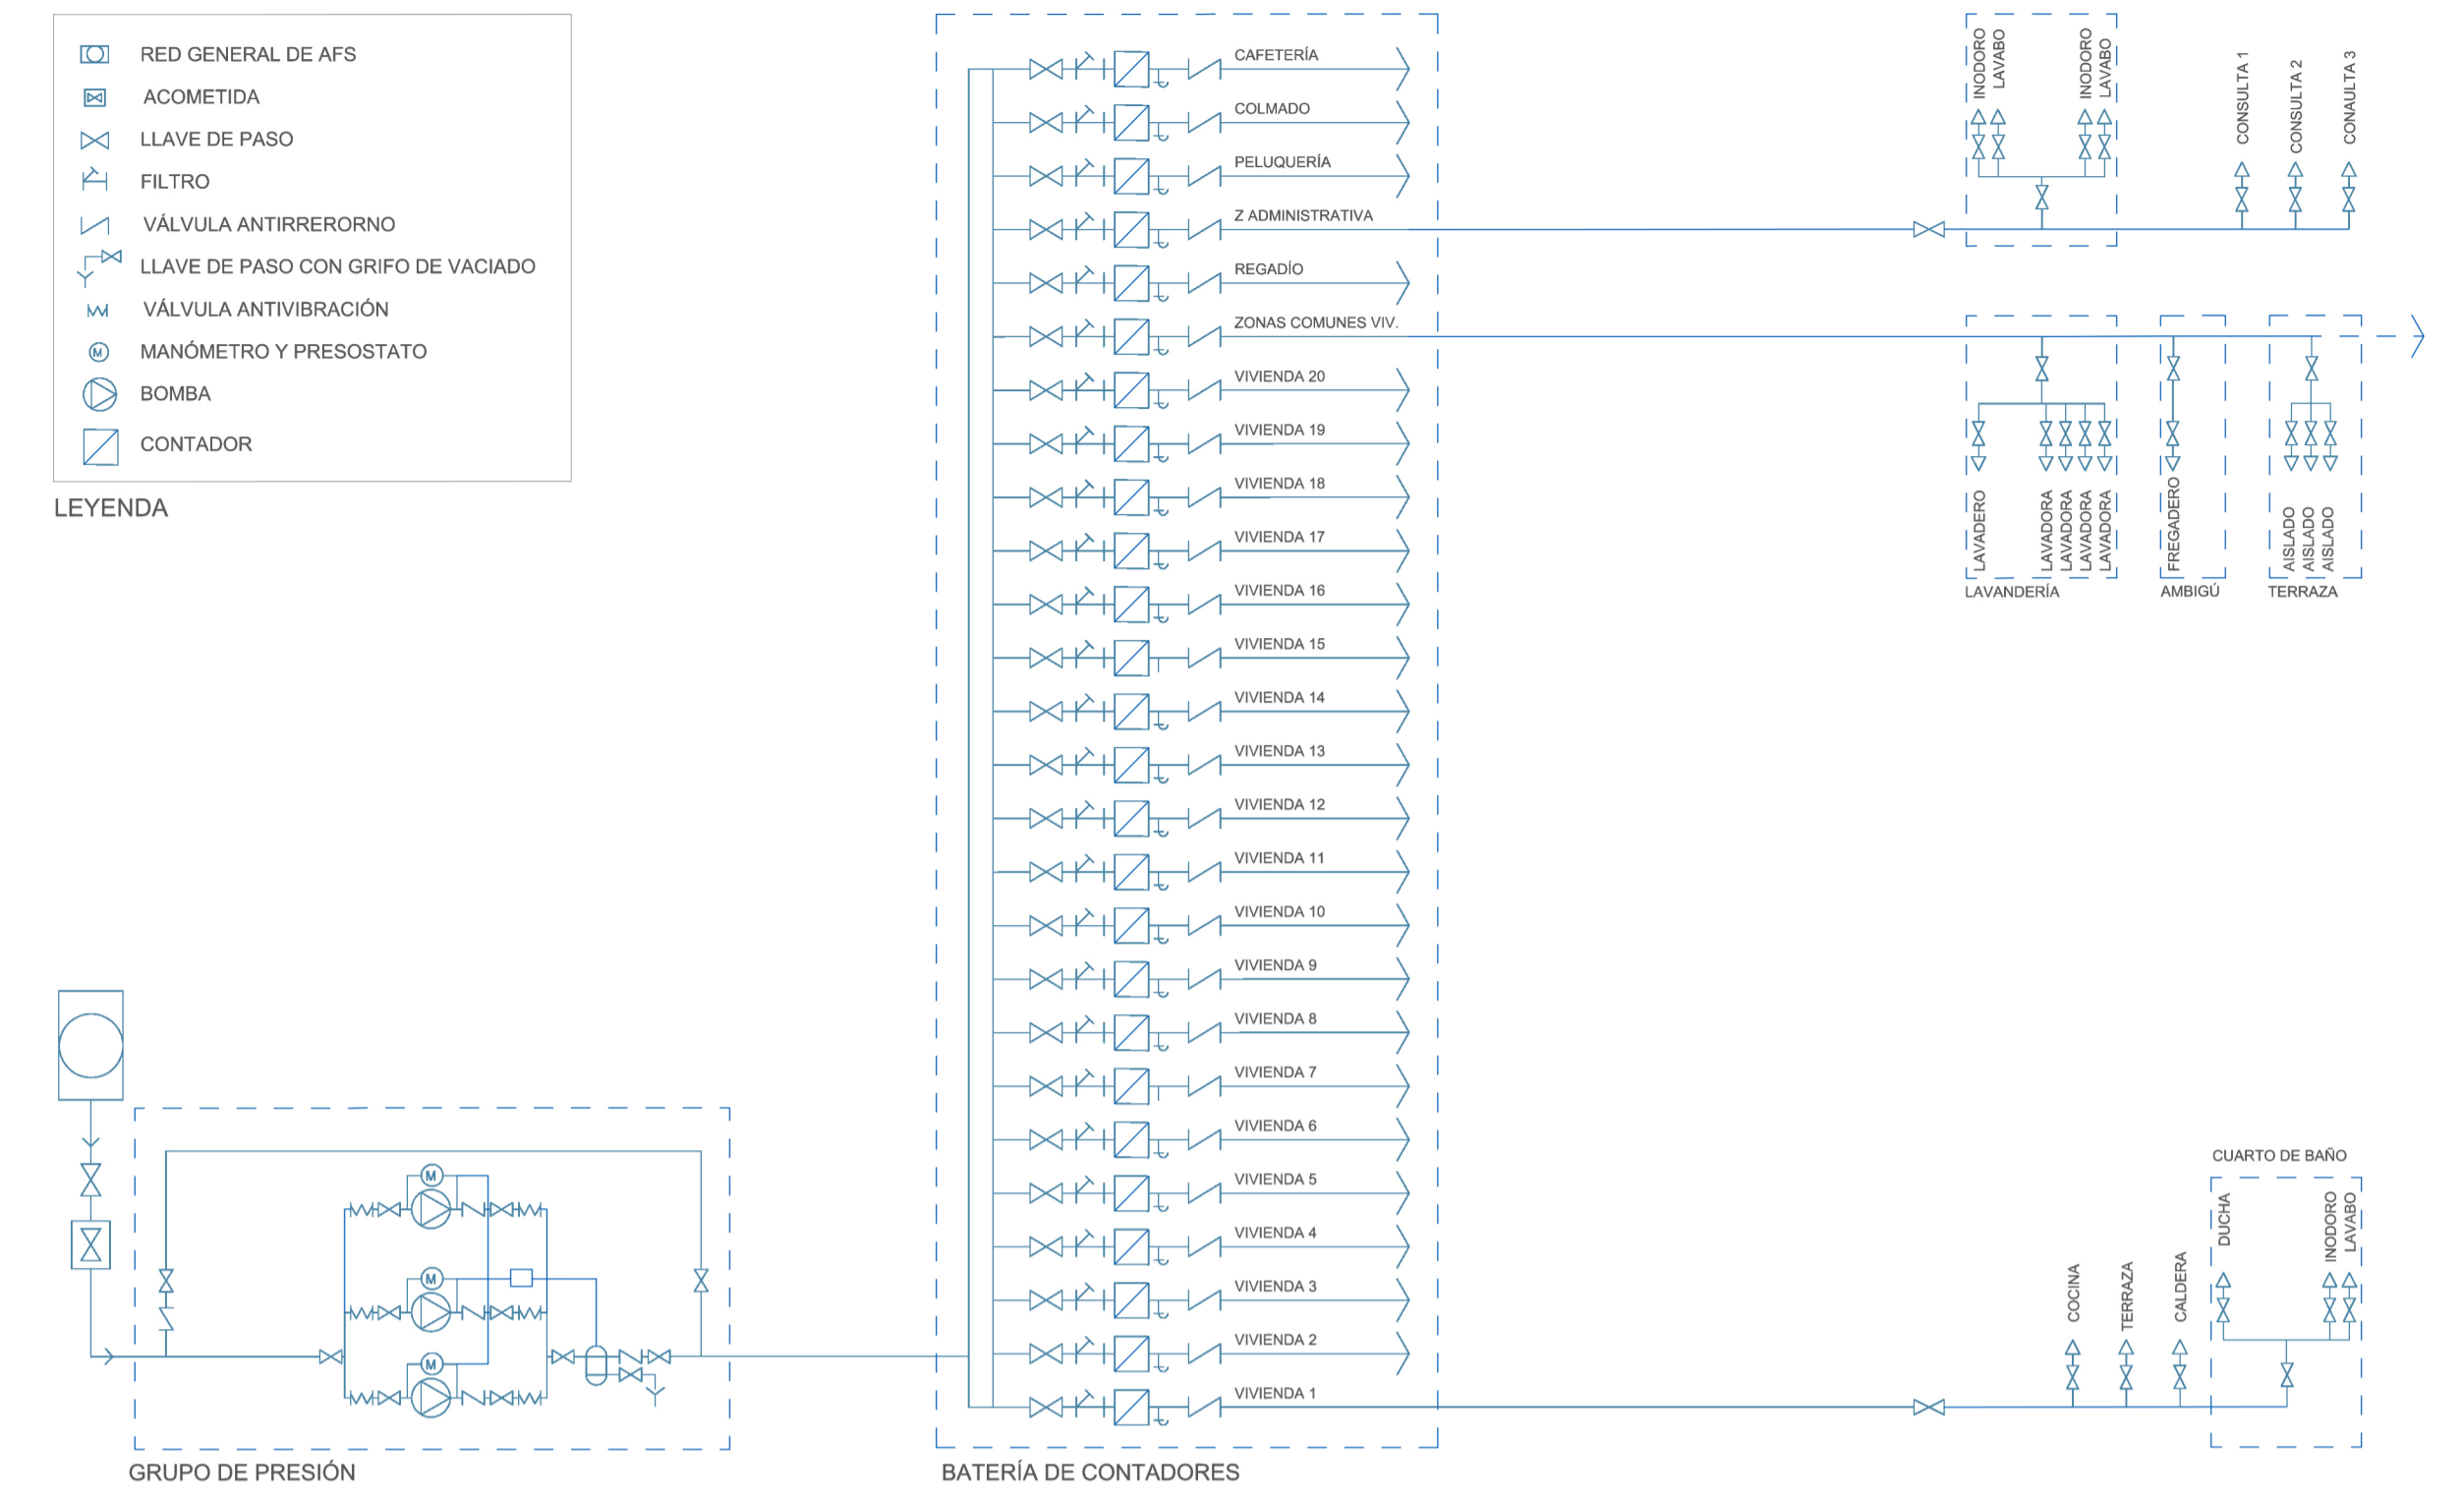 RED GENERAL DE AFS
ACOMETIDA
LLAVE DE PASO
FILTRO
VÁLVULA ANTIRRERORNO
LLAVE DE PASO CON GRIFO DE VACIADO
VÁLVULA ANTIVIBRACIÓN
M
MANÓMETRO Y PRESOSTATO
BOMBA
CONTADOR
LEYENDA
M
M
M
GRUPO DE PRESIÓN
CAFETERÍA
COLMADO
PELUQUERÍA
Z ADMINISTRATIVA
REGADÍO
ZONAS COMUNES VIV.
VIVIENDA 20
VIVIENDA 19
VIVIENDA 18
VIVIENDA 17
VIVIENDA 16
VIVIENDA 15
VIVIENDA 14
VIVIENDA 13
VIVIENDA 12
VIVIENDA 11
VIVIENDA 10
VIVIENDA 9
VIVIENDA 8
VIVIENDA 7
VIVIENDA 6
VIVIENDA 5
VIVIENDA 4
VIVIENDA 3
VIVIENDA 2
VIVIENDA 1
BATERÍA DE CONTADORES
INODORO
LAVABO
INODORO
LAVABO
CONSULTA 1
CONSULTA 2
CONAULTA 3
LAVADERO
LAVADORA
LAVADORA
LAVADORA
LAVADORA
LAVANDERÍA
FREGADERO
AMBIGÚ
AISLADO
AISLADO
AISLADO
TERRAZA
COCINA
TERRAZA
CALDERA
CUARTO DE BAÑO
DUCHA
INODORO
LAVABO